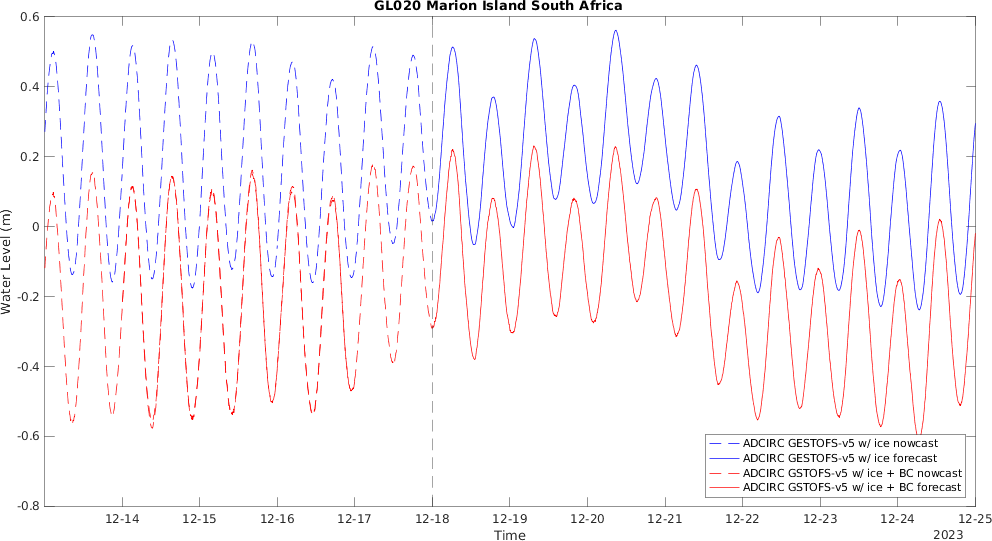 GL020 Marion Island South Africa
0.6
0.4
0.2
0
-0.2
-0.4
-0.6
-0.8
Water Level (m)
ADCIRC GESTOFS-v5 w/ ice nowcast
ADCIRC GESTOFS-v5 w/ ice forecast
ADCIRC GSTOFS-v5 w/ ice + BC nowcast
ADCIRC GSTOFS-v5 w/ ice + BC forecast
12-14 12-15 12-16 12-17 12-18 12-19 12-20 12-21 12-22 12-23 12-24 12-25
Time
2023